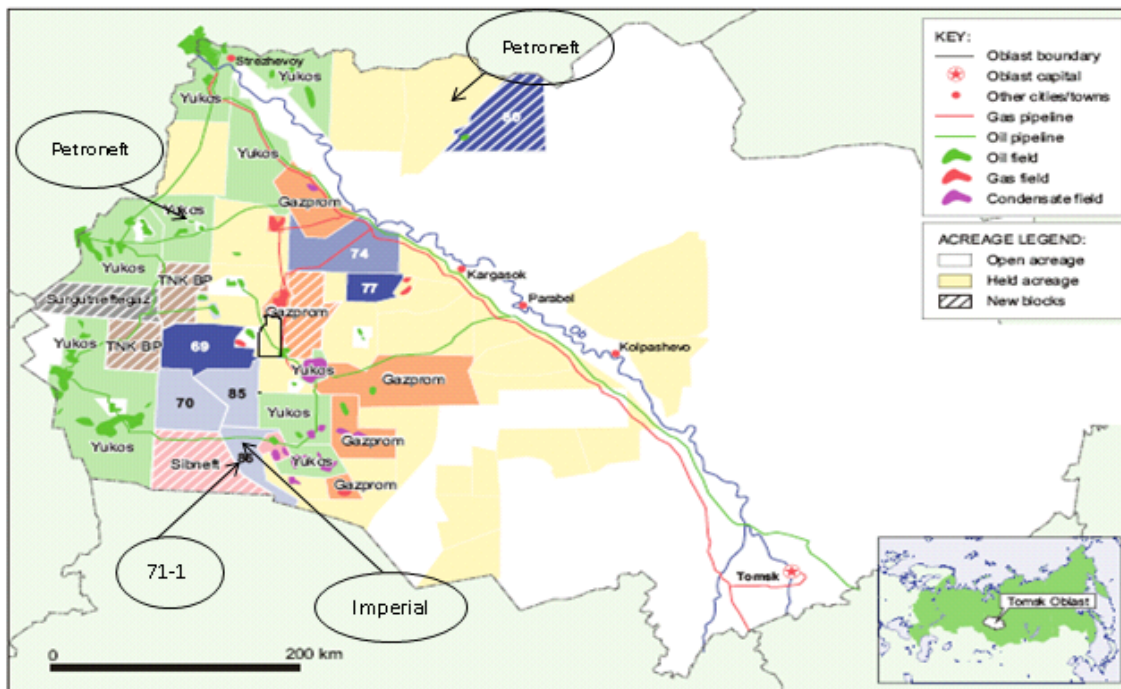 Petroneft
Strezhevoy
Yukos
Yukos
Petroneft
Yukos
Yukos
Gazprom
Yukos
TNK-BP
74
Kargasok
77
Parabel
Surgutneftegaz
Gazprom
Ob
Yukos
TNK-BP
69
Kolpashevo
Yukos
Gazprom
70
85
Yukos
Yukos
Sibneft
86
Yukos
Gazprom
Gazprom
71-1
Imperial
Tomsk
0
200 km
KEY:
Oblast boundary
Oblast capital
Other cities/towns
Gas pipeline
Oil pipeline
Oil field
Gas field
Condensate field
ACREAGE LEGEND:
Open acreage
Held acreage
New blocks
Tomsk Oblast